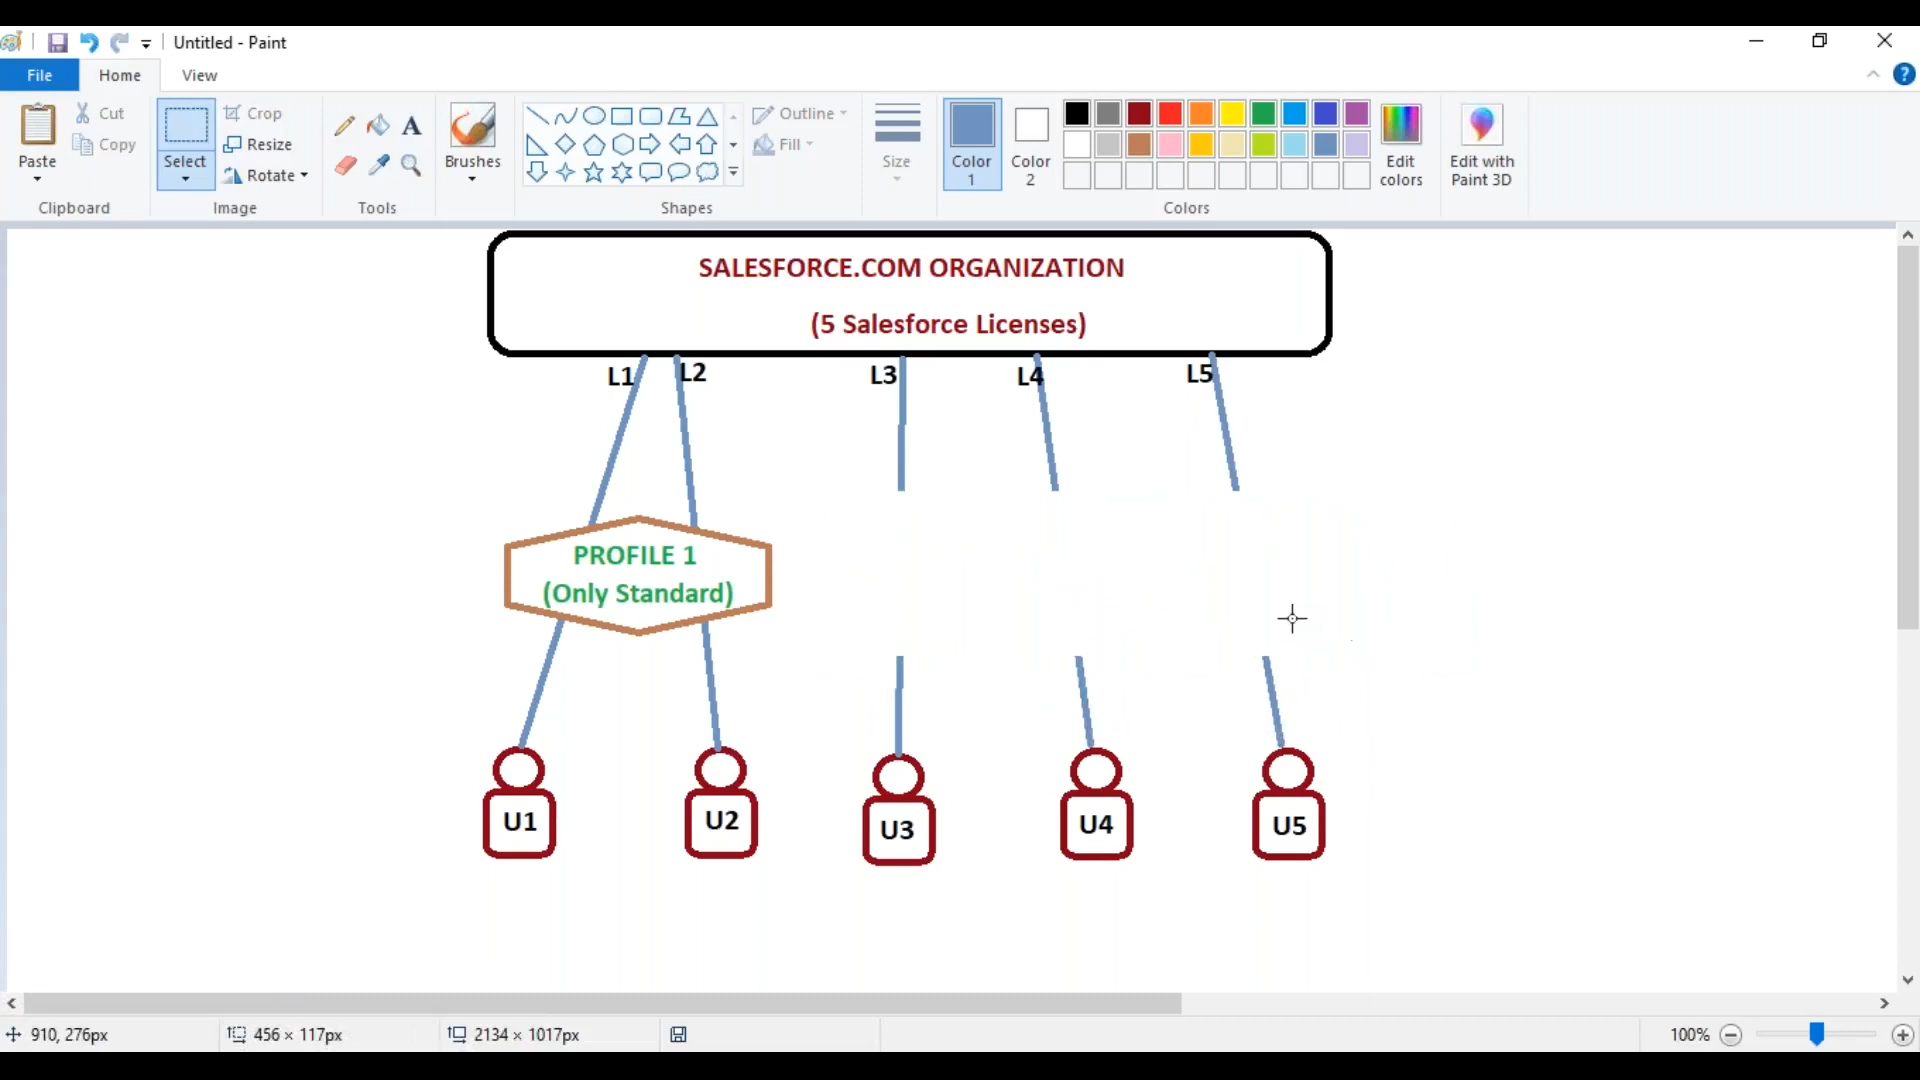 Untitled - Paint
File
Home
View
Paste
Cut
Copy
Clipboard
Select
Crop
Resize
Rotate
Image
A
Tools
Brushes
Shapes
Outline
Fill
Size
Color
1
Color
2
Edit
colors
Colors
Edit with
Paint 3D
?
SALESFORCE.COM ORGANIZATION
(5 Salesforce Licenses)
L1
L2
L3
L4
L5
PROFILE 1
(Only Standard)
U1
U2
U3
U4
U5
910, 276px
456 × 117px
2134 × 1017px
100%